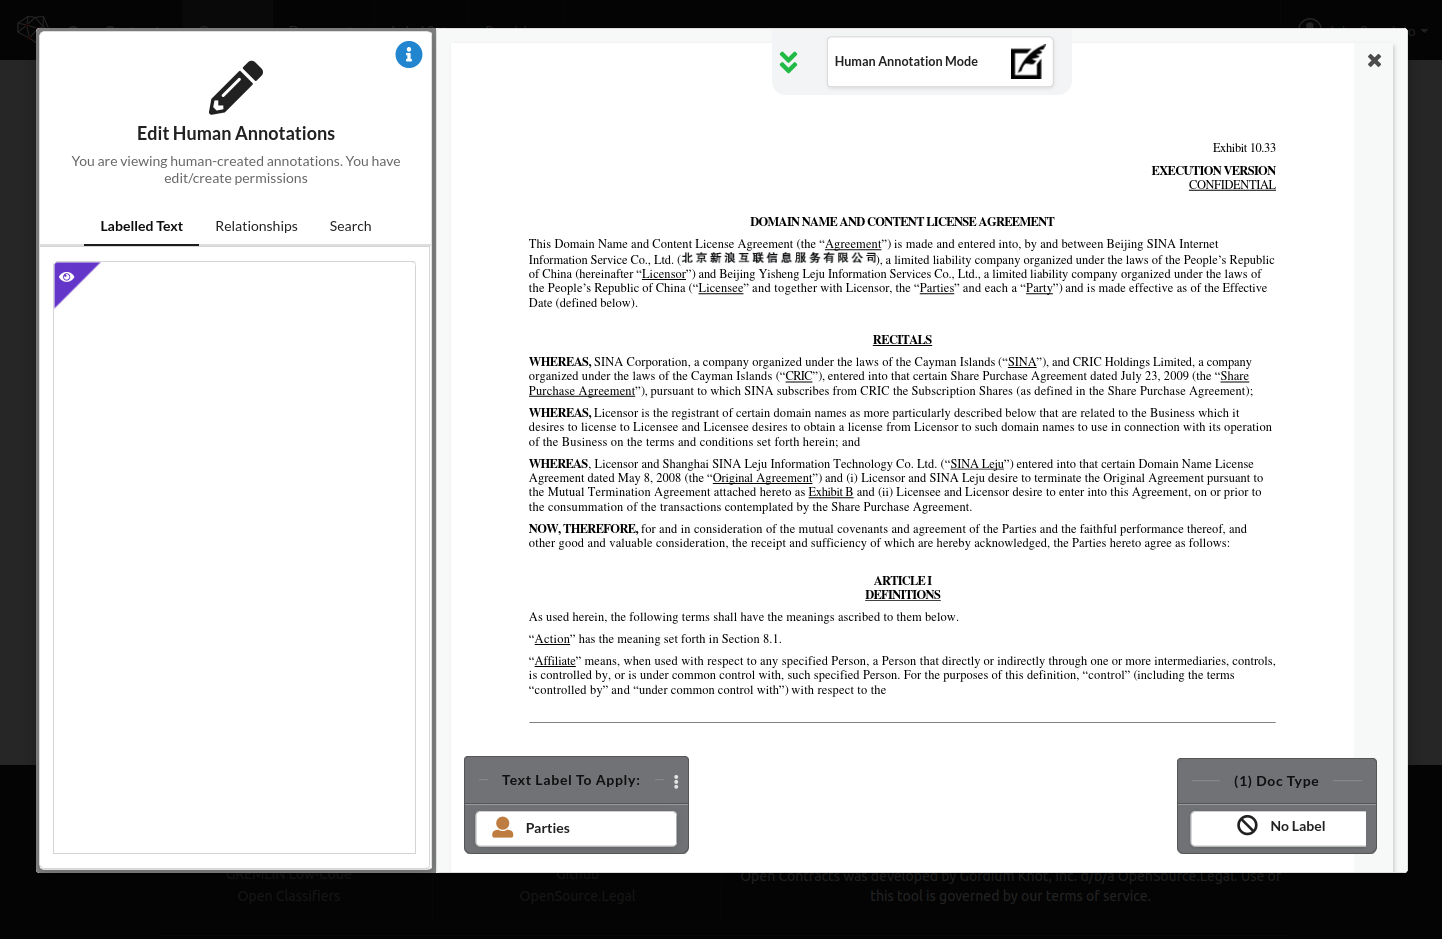 Edit Human Annotations
You are viewing human-created annotations. You have
edit/create permissions
Labelled Text
Relationships
Search
Human Annotation Mode
Exhibit 10.33
EXECUTION VERSION
CONFIDENTIAL
DOMAIN NAME AND CONTENT LICENSE AGREEMENT
This Domain Name and Content License Agreement (the “Agreement”) is made and entered into, by and between Beijing SINA Internet
Information Service Co., Ltd. (北京新浪互联信息服务有限公司), a limited liability company organized under the laws of the People’s Republic
of China (hereinafter “Licensor”) and Beijing Yisheng Leju Information Services Co., Ltd., a limited liability company organized under the laws of
the People’s Republic of China (“Licensee” and together with Licensor, the “Parties” and each a “Party”) and is made effective as of the Effective
Date (defined below).
RECITALS
WHEREAS, SINA Corporation, a company organized under the laws of the Cayman Islands (“SINA”), and CRIC Holdings Limited, a company
organized under the laws of the Cayman Islands (“CRIC”), entered into that certain Share Purchase Agreement dated July 23, 2009 (the “Share
Purchase Agreement”), pursuant to which SINA subscribes from CRIC the Subscription Shares (as defined in the Share Purchase Agreement);
WHEREAS, Licensor is the registrant of certain domain names as more particularly described below that are related to the Business which it
desires to license to Licensee and Licensee desires to obtain a license from Licensor to such domain names to use in connection with its operation
of the Business on the terms and conditions set forth herein; and
WHEREAS, Licensor and Shanghai SINA Leju Information Technology Co. Ltd. (“SINA Leju”) entered into that certain Domain Name License
Agreement dated May 8, 2008 (the “Original Agreement”) and (i) Licensor and SINA Leju desire to terminate the Original Agreement pursuant to
the Mutual Termination Agreement attached hereto as Exhibit B and (ii) Licensee and Licensor desire to enter into this Agreement, on or prior to
the consummation of the transactions contemplated by the Share Purchase Agreement.
NOW, THEREFORE, for and in consideration of the mutual covenants and agreement of the Parties and the faithful performance thereof, and
other good and valuable consideration, the receipt and sufficiency of which are hereby acknowledged, the Parties hereto agree as follows:
ARTICLE I
DEFINITIONS
As used herein, the following terms shall have the meanings ascribed to them below.
“Action” has the meaning set forth in Section 8.1.
“Affiliate” means, when used with respect to any specified Person, a Person that directly or indirectly through one or more intermediaries, controls,
is controlled by, or is under common control with, such specified Person. For the purposes of this definition, “control” (including the terms
“controlled by” and “under common control with”) with respect to the
Text Label To Apply:
Parties
(1) Doc Type
No Label
GREMLIN Low-Code
Github
Open Contracts was developed by Gordium Knot, Inc. d/b/a OpenSource.Legal. Use of
Open Classifiers
OpenSource.Legal
this tool is governed by our terms of service.